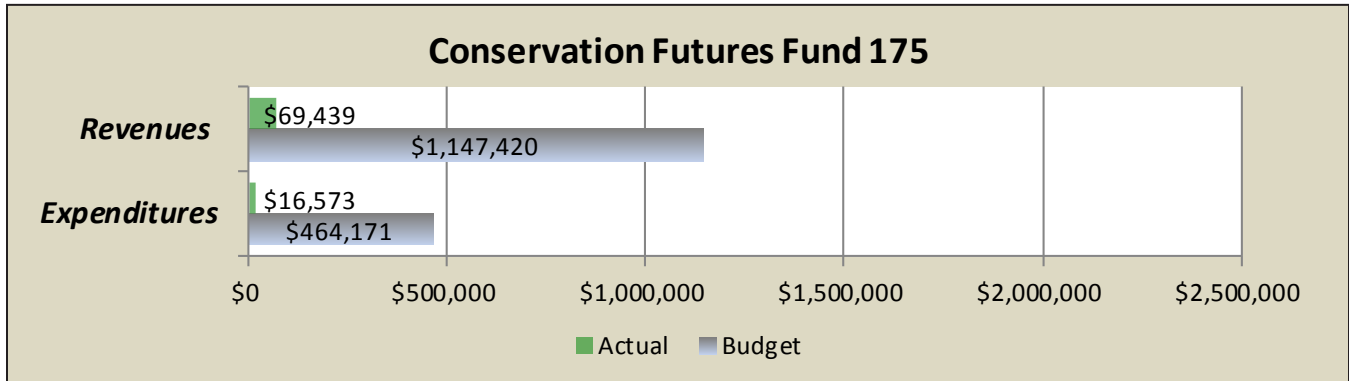 Conservation Futures Fund 175
Revenues
$69,439
$1,147,420
Expenditures
$16,573
$464,171
$0 $500,000 $1,000,000 $1,500,000 $2,000,000 $2,500,000
Actual Budget